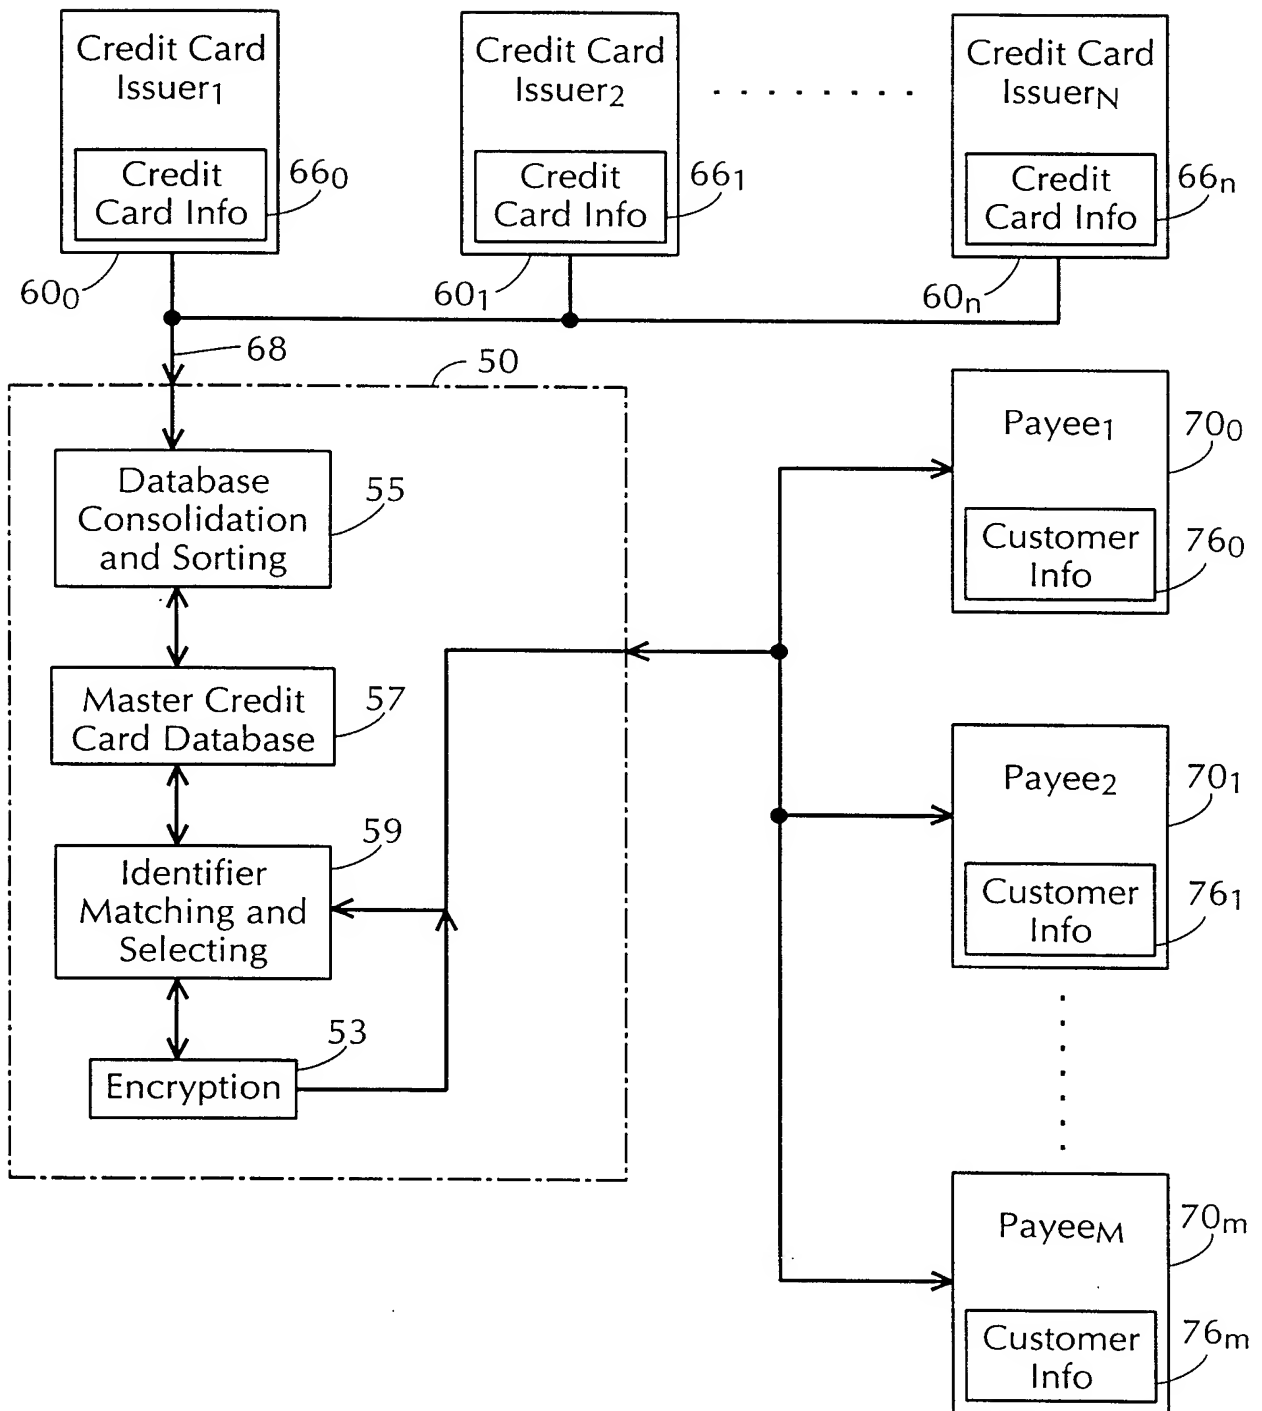 Credit Card
Issuer₁
Credit
Card Info
66₀
60₀
Credit Card
Issuer₂
Credit
Card Info
66₁
60₁
. . . . . . . . .
Credit Card
Issuer_N
Credit
Card Info
66ₙ
60ₙ
68
50
Database
Consolidation
and Sorting
55
Master Credit
Card Database
57
Identifier
Matching and
Selecting
59
Encryption
53
Payee₁
70₀
Customer
Info
76₀
Payee₂
70₁
Customer
Info
76₁
Payee_M
70ₘ
Customer
Info
76ₘ